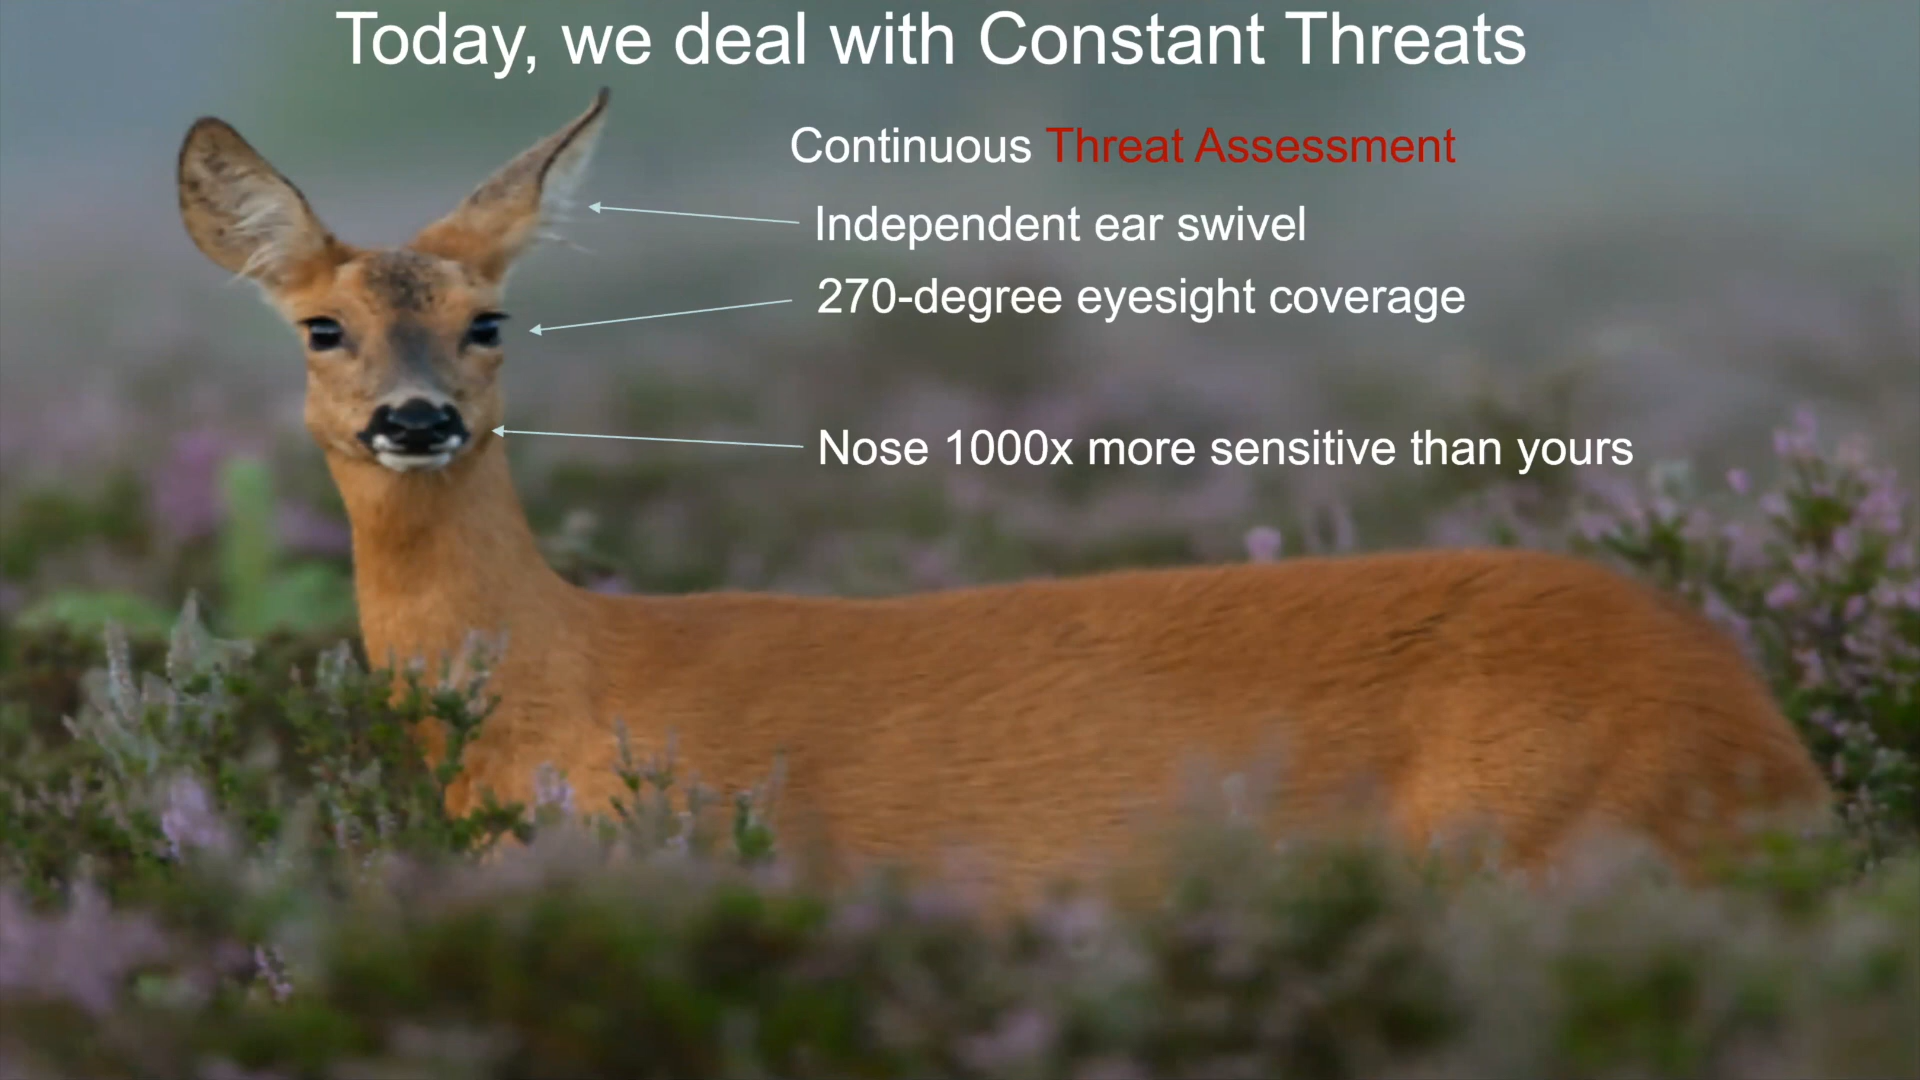 Today, we deal with Constant Threats
Continuous Threat Assessment
Independent ear swivel
270-degree eyesight coverage
Nose 1000x more sensitive than yours